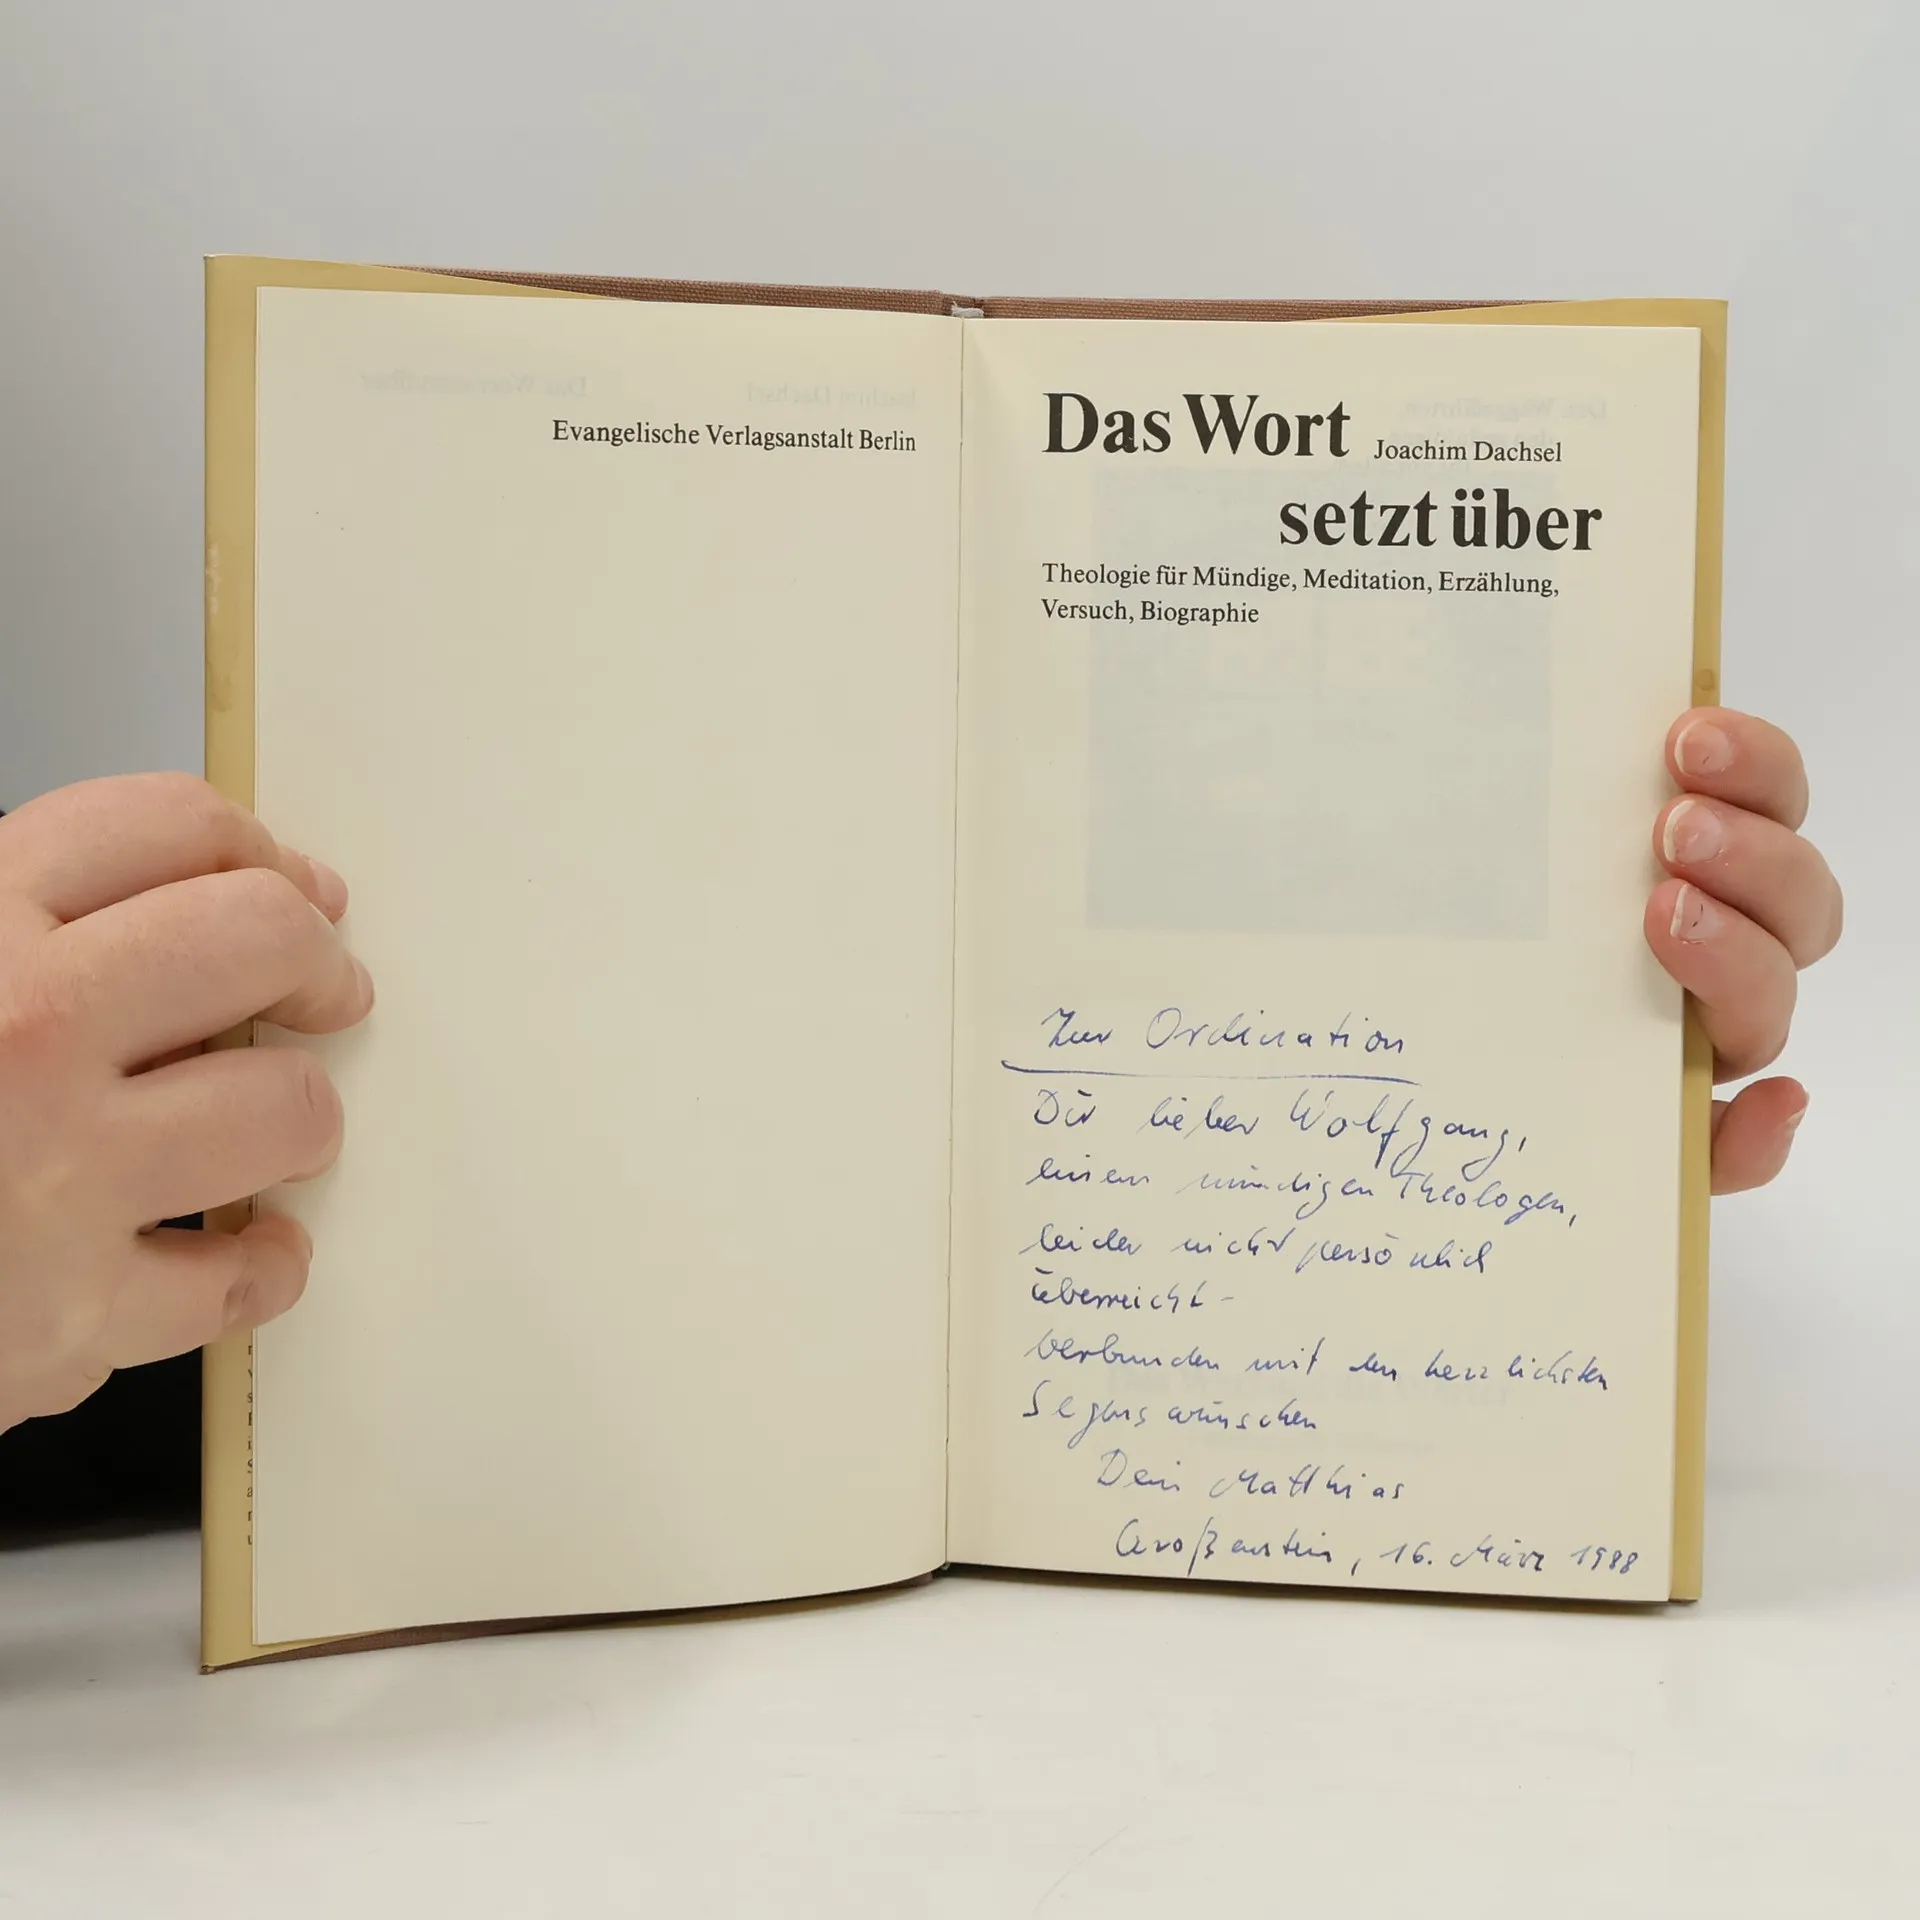 Evangelische Verlagsanstalt Berlin
Das Wort Joachim Dachsel
setzt über
Theologie für Mündige, Meditation, Erzählung,
Versuch, Biographie
Zur Ordination
Dir lieber Wolfgang,
einem mündigen Theologen,
leider nicht persönlich
überreicht -
verbunden mit den herzlichsten
Segenswünschen
Dein Matthias
Großenstein, 16. März 1988